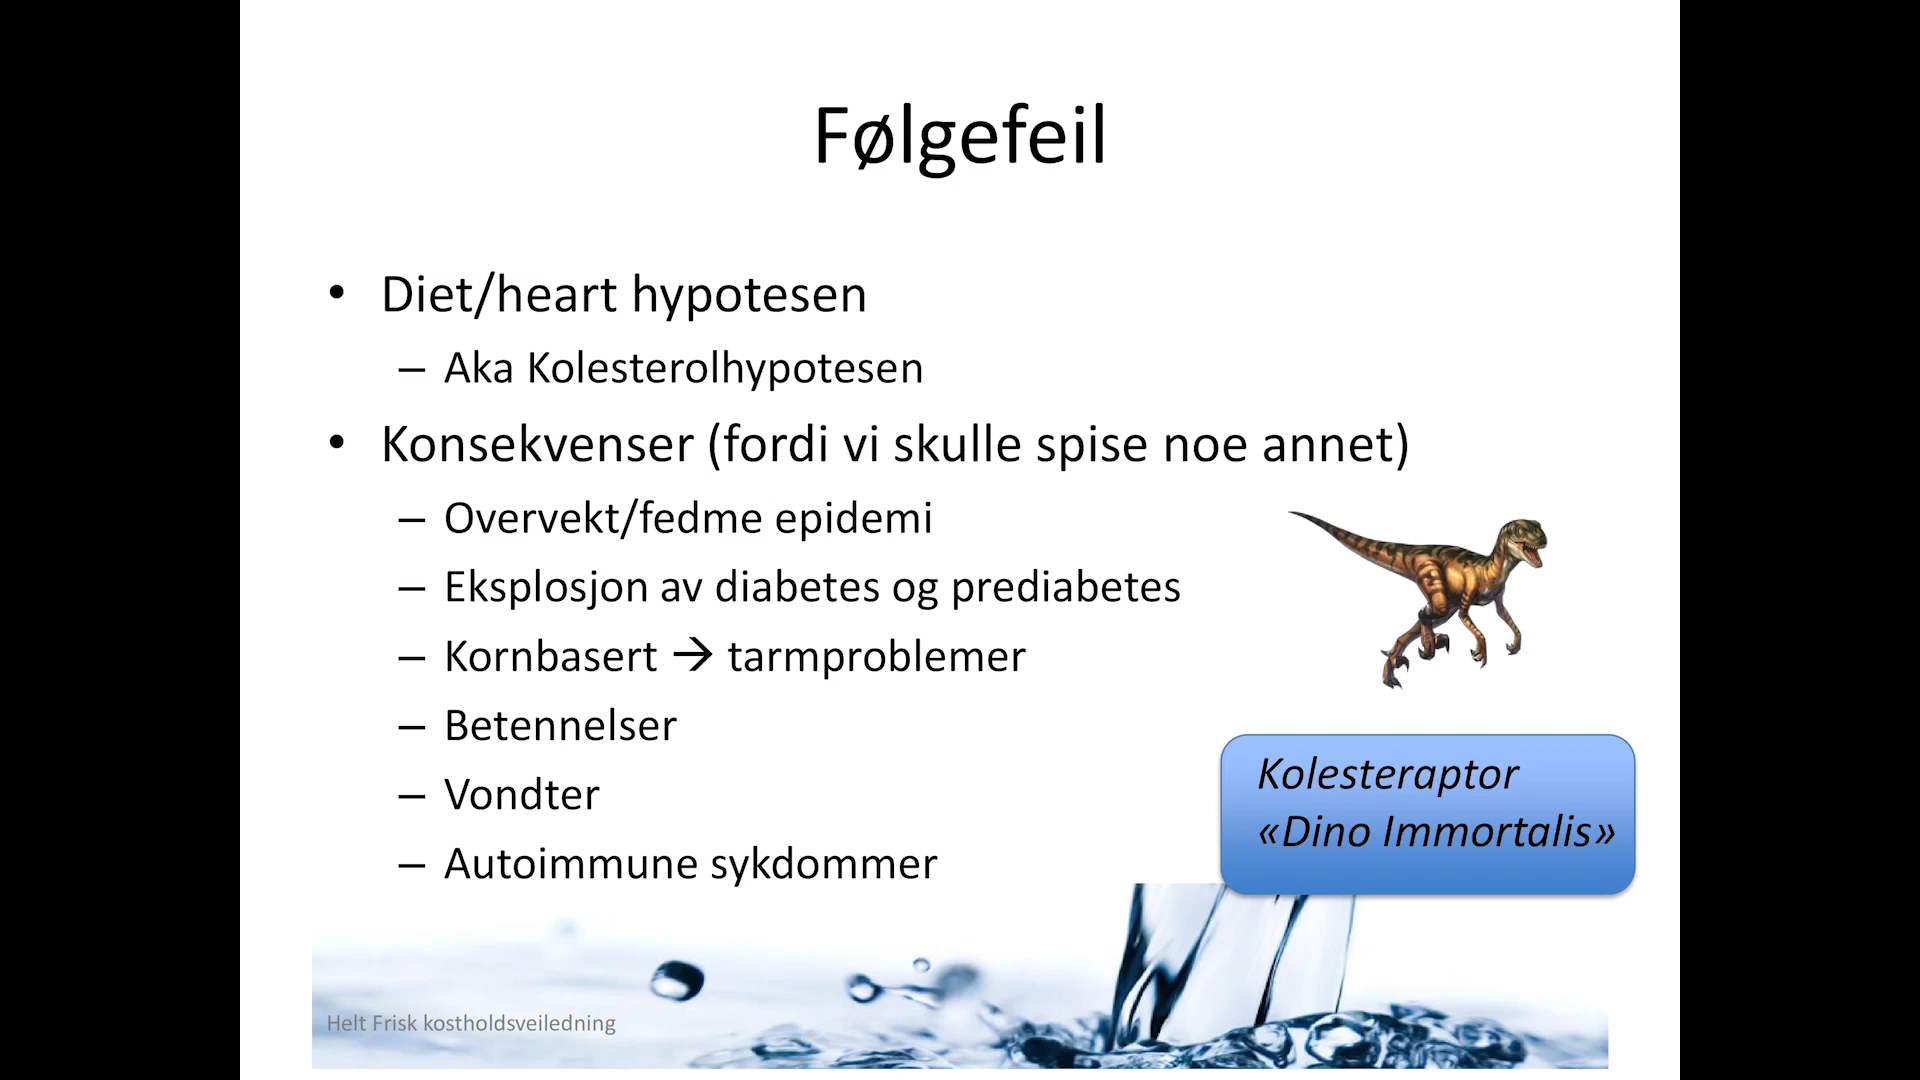 Følgefeil
• Diet/heart hypotesen
– Aka Kolesterolhypotesen
• Konsekvenser (fordi vi skulle spise noe annet)
– Overvekt/fedme epidemi
– Eksplosjon av diabetes og prediabetes
– Kornbasert → tarmproblemer
– Betennelser
– Vondter
– Autoimmune sykdommer
Kolesteraptor
«Dino Immortalis»
Helt Frisk kostholdsveiledning